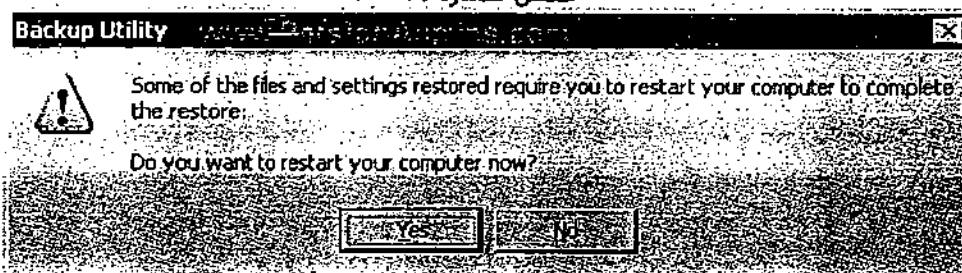 Backup Utility
Some of the files and settings restored require you to restart your computer to complete
the restore.
Do you want to restart your computer now?
Yes No